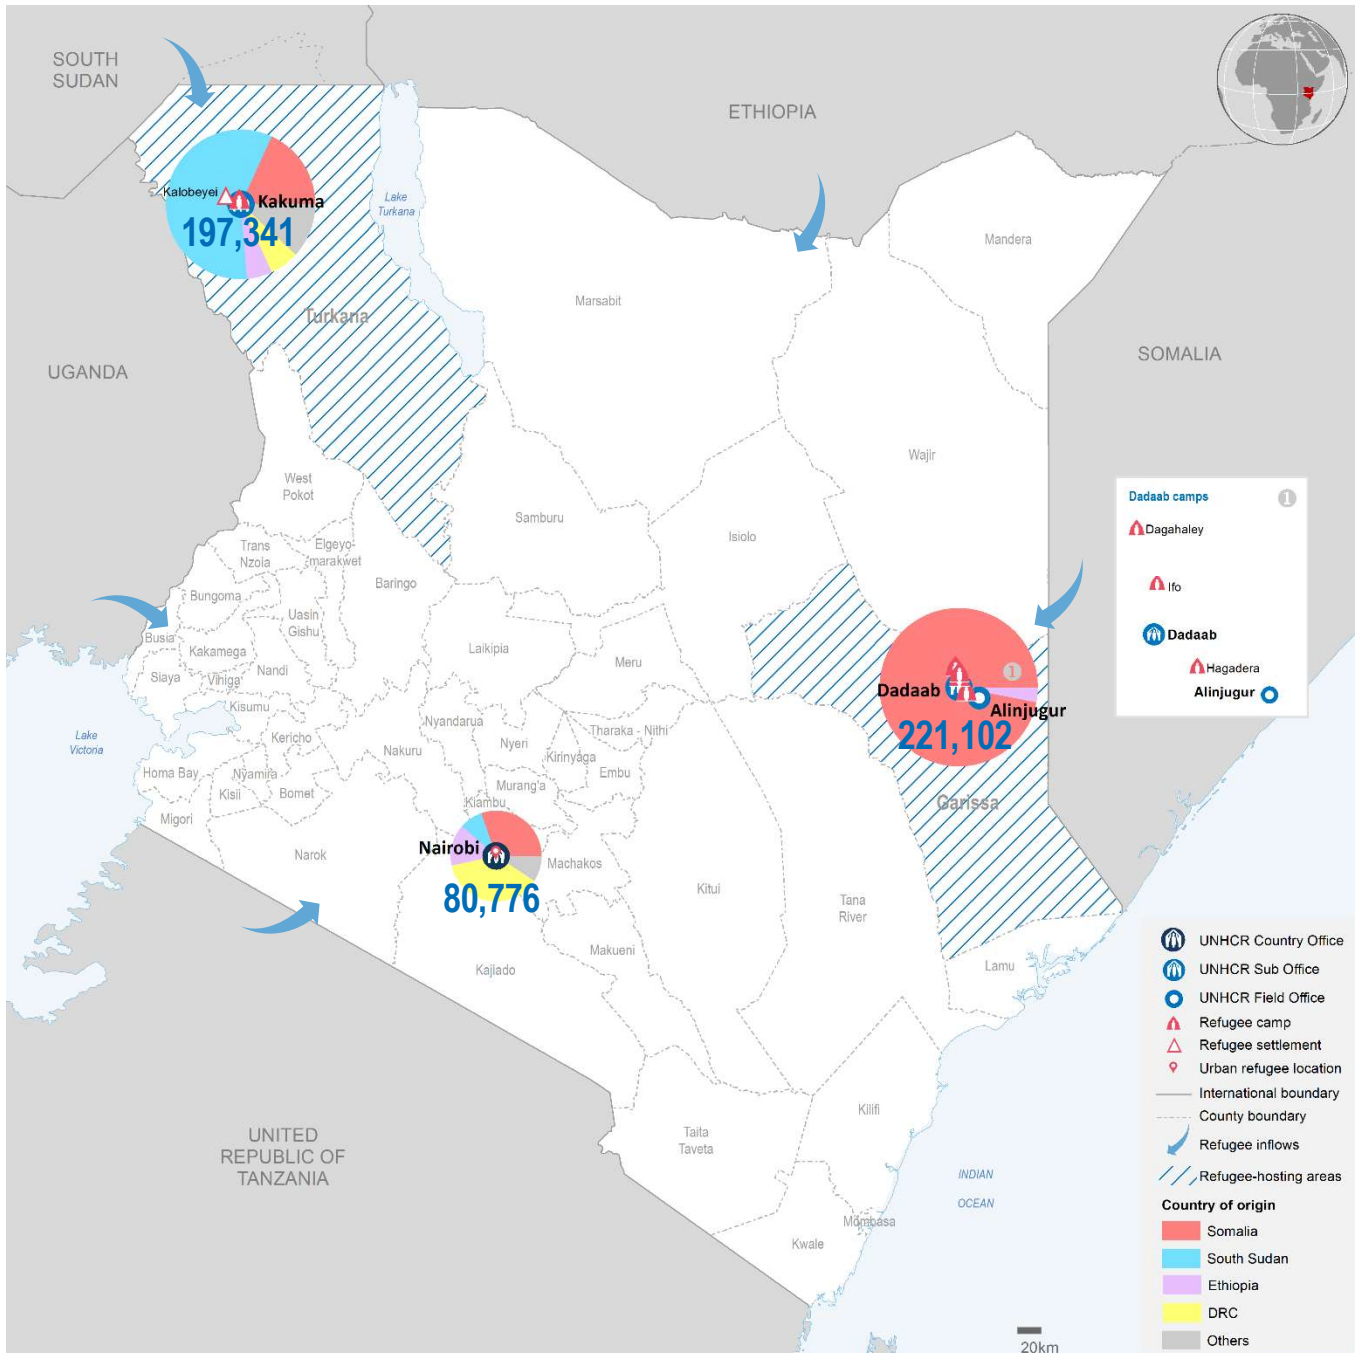 SOUTH
SUDAN
ETHIOPIA
Kalobeyei
Kakuma
197,341
Lake
Turkana
Mandera
Marsabit
Turkana
SOMALIA
UGANDA
Wajir
West
Pokot
Samburu
Isiolo
Dadaab camps
1
Dagahaley
Ifo
Dadaab
Hagadera
Alinjugur
Trans
Nzoia
Elgeyo-
marakwet
Baringo
Bungoma
Uasin
Gishu
Busia
Kakamega
Laikipia
Meru
Nandi
Siaya
Vihiga
Kisumu
1
Dadaab
Alinjugur
221,102
Lake
Victoria
Kericho
Nyandarua
Nakuru
Nyeri
Tharaka - Nithi
Kirinyaga
Embu
Homa Bay
Nyamira
Kisii
Bomet
Murang'a
Kiambu
Garissa
Migori
Narok
Nairobi
80,776
Machakos
Kitui
Tana
River
Makueni
Kajiado
Lamu
Kilifi
Taita
Taveta
UNITED
REPUBLIC OF
TANZANIA
INDIAN
OCEAN
Mombasa
Kwale
UNHCR Country Office
UNHCR Sub Office
UNHCR Field Office
Refugee camp
Refugee settlement
Urban refugee location
International boundary
County boundary
Refugee inflows
Refugee-hosting areas
Country of origin
Somalia
South Sudan
Ethiopia
DRC
Others
20km